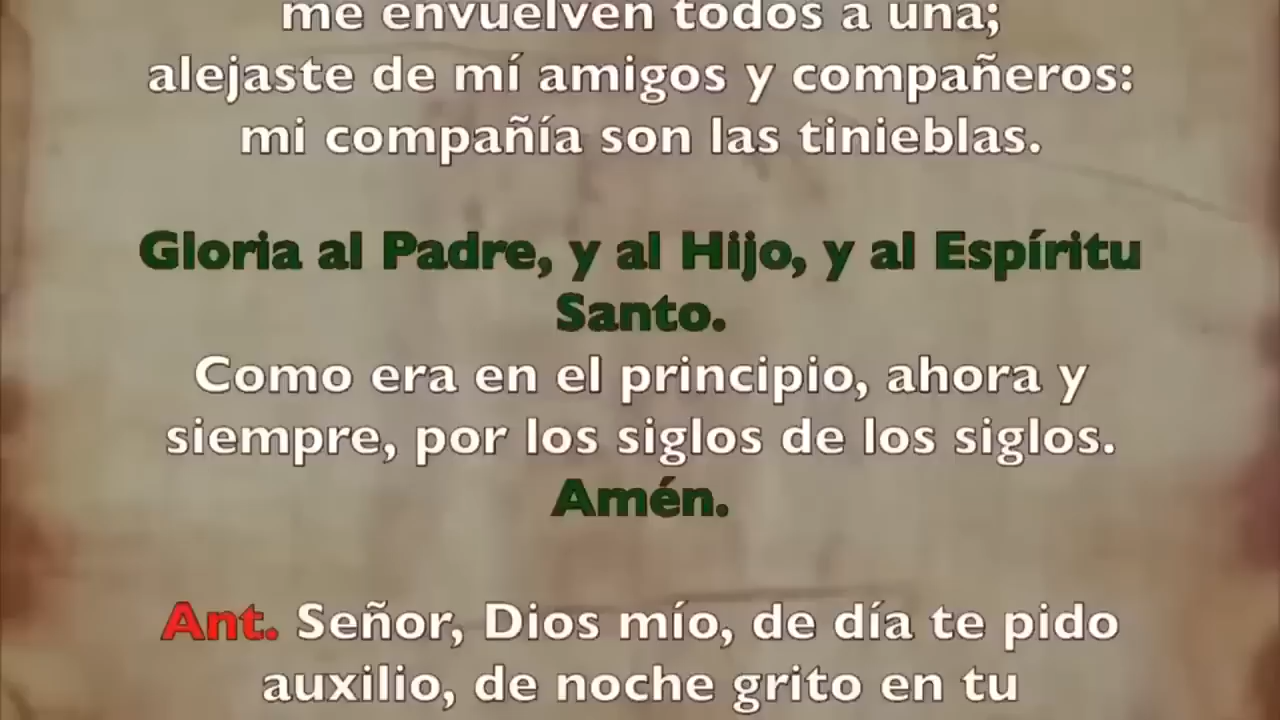 me envuelven todos a una;
alejaste de mí amigos y compañeros:
mi compañía son las tinieblas.
Gloria al Padre, y al Hijo, y al Espíritu
Santo.
Como era en el principio, ahora y
siempre, por los siglos de los siglos.
Amén.
Ant. Señor, Dios mío, de día te pido
auxilio, de noche grito en tu